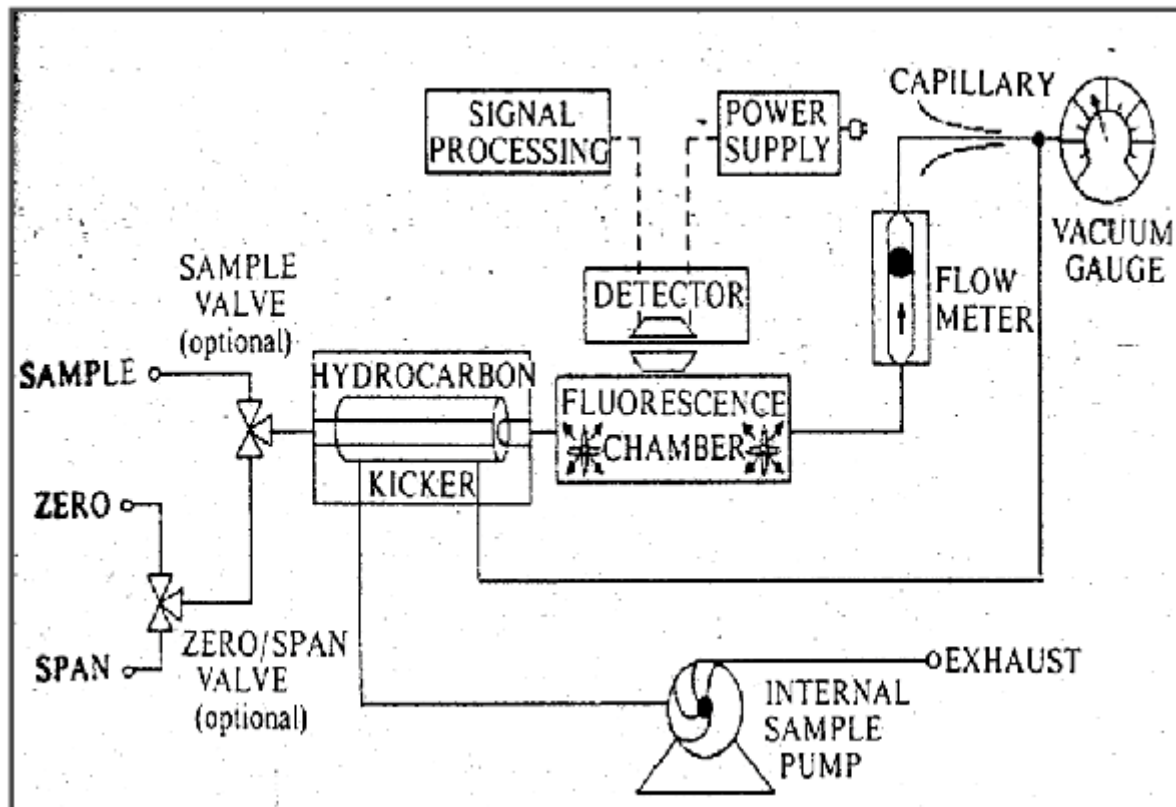 SIGNAL
PROCESSING
POWER
SUPPLY
CAPILLARY
VACUUM
GAUGE
SAMPLE
VALVE
(optional)
DETECTOR
FLOW
METER
SAMPLE
HYDROCARBON
KICKER
FLUORESCENCE
CHAMBER
ZERO
SPAN
ZERO/SPAN
VALVE
(optional)
EXHAUST
INTERNAL
SAMPLE
PUMP